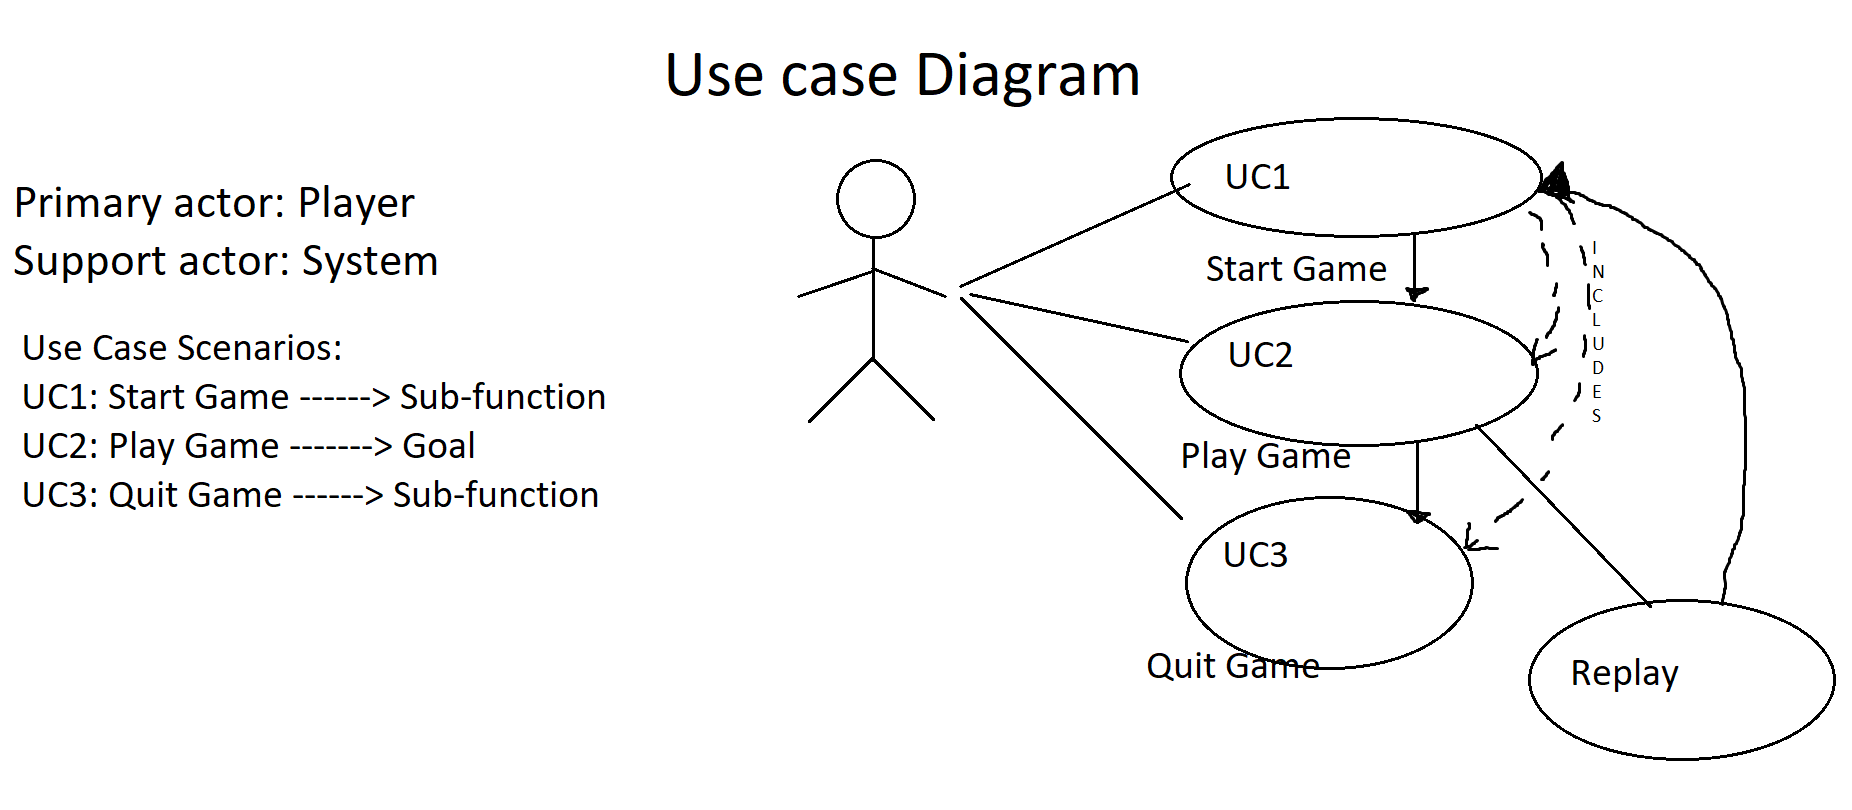 Use case Diagram
Primary actor: Player
Support actor: System
Use Case Scenarios:
UC1: Start Game ------> Sub-function
UC2: Play Game -------> Goal
UC3: Quit Game ------> Sub-function
UC1
Start Game
UC2
Play Game
UC3
Quit Game
Replay
INCLUDES